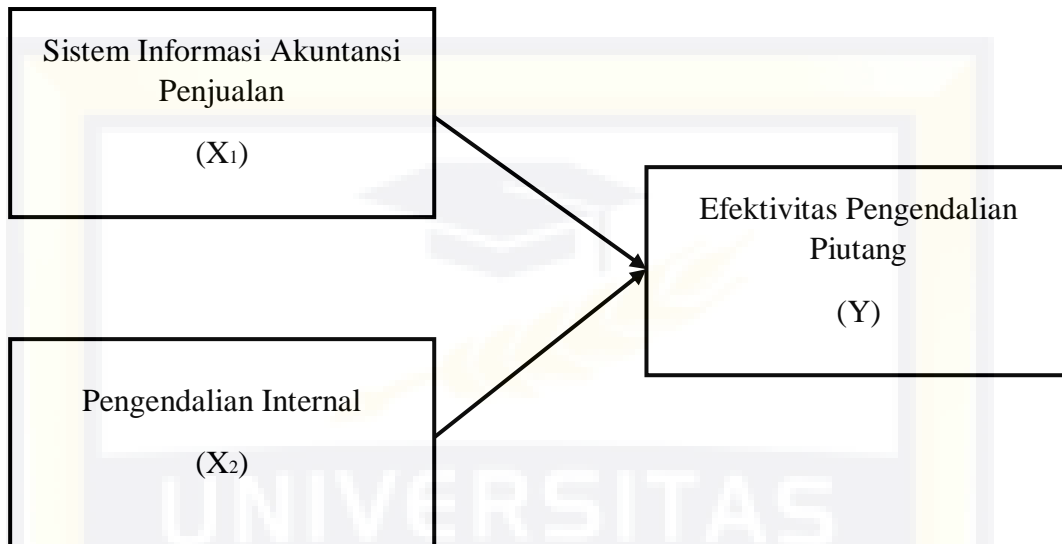 Sistem Informasi Akuntansi
Penjualan
(X₁)
Efektivitas Pengendalian
Piutang
(Y)
Pengendalian Internal
(X₂)
UNIVERSITAS